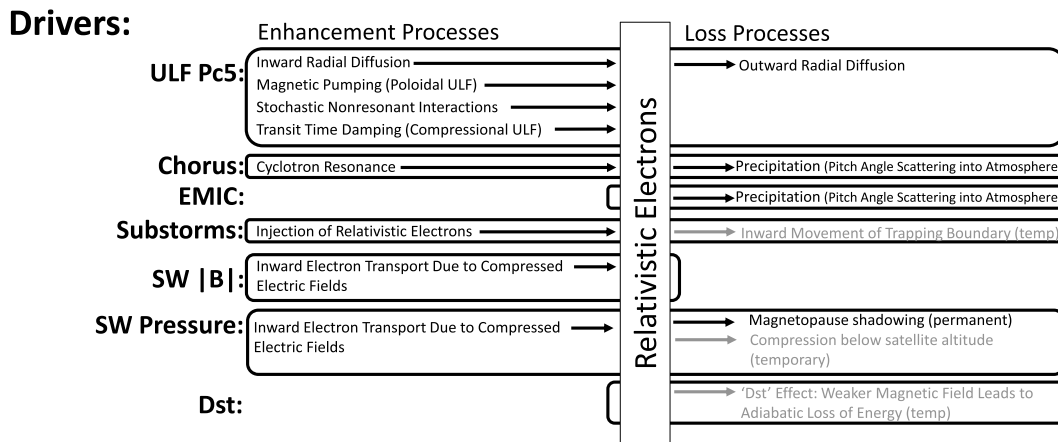 Drivers:
Enhancement Processes
Loss Processes
ULF Pc5:
Inward Radial Diffusion
Magnetic Pumping (Poloidal ULF)
Stochastic Nonresonant Interactions
Transit Time Damping (Compressional ULF)
Outward Radial Diffusion
Chorus:
Cyclotron Resonance
Precipitation (Pitch Angle Scattering into Atmosphere
EMIC:
Precipitation (Pitch Angle Scattering into Atmosphere
Substorms:
Injection of Relativistic Electrons
Inward Movement of Trapping Boundary (temp)
SW |B|:
Inward Electron Transport Due to Compressed
Electric Fields
SW Pressure:
Inward Electron Transport Due to Compressed
Electric Fields
Magnetopause shadowing (permanent)
Compression below satellite altitude
(temporary)
Dst:
‘Dst’ Effect: Weaker Magnetic Field Leads to
Adiabatic Loss of Energy (temp)
Relativistic Electrons